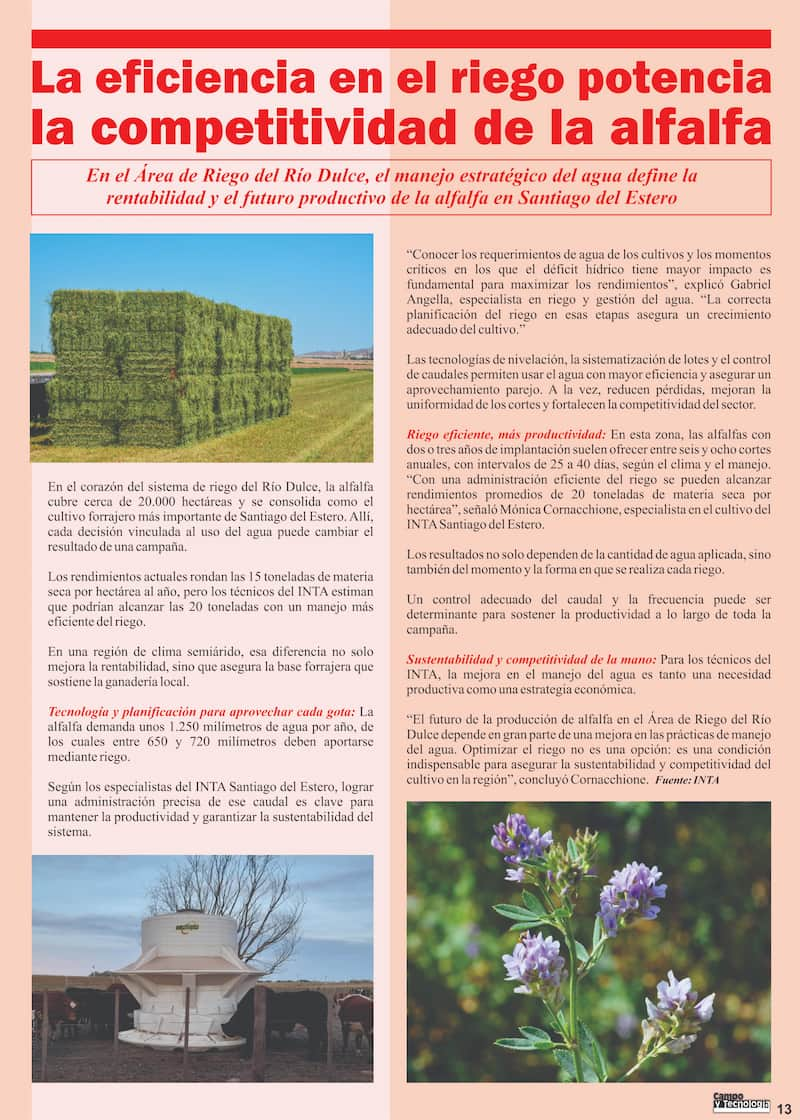 La eficiencia en el riego potencia
la competitividad de la alfalfa
En el Área de Riego del Río Dulce, el manejo estratégico del agua define la
rentabilidad y el futuro productivo de la alfalfa en Santiago del Estero
En el corazón del sistema de riego del Río Dulce, la alfalfa
cubre cerca de 20.000 hectáreas y se consolida como el
cultivo forrajero más importante de Santiago del Estero. Allí,
cada decisión vinculada al uso del agua puede cambiar el
resultado de una campaña.
Los rendimientos actuales rondan las 15 toneladas de materia
seca por hectárea al año, pero los técnicos del INTA estiman
que podrían alcanzar las 20 toneladas con un manejo más
eficiente del riego.
En una región de clima semiárido, esa diferencia no solo
mejora la rentabilidad, sino que asegura la base forrajera que
sostiene la ganadería local.
Tecnología y planificación para aprovechar cada gota: La
alfalfa demanda unos 1.250 milímetros de agua por año, de
los cuales entre 650 y 720 milímetros deben aportarse
mediante riego.
Según los especialistas del INTA Santiago del Estero, lograr
una administración precisa de ese caudal es clave para
mantener la productividad y garantizar la sustentabilidad del
sistema.
“Conocer los requerimientos de agua de los cultivos y los momentos
críticos en los que el déficit hídrico tiene mayor impacto es
fundamental para maximizar los rendimientos”, explicó Gabriel
Angella, especialista en riego y gestión del agua. “La correcta
planificación del riego en esas etapas asegura un crecimiento
adecuado del cultivo.”
Las tecnologías de nivelación, la sistematización de lotes y el control
de caudales permiten usar el agua con mayor eficiencia y asegurar un
aprovechamiento parejo. A la vez, reducen pérdidas, mejoran la
uniformidad de los cortes y fortalecen la competitividad del sector.
Riego eficiente, más productividad: En esta zona, las alfalfas con
dos o tres años de implantación suelen ofrecer entre seis y ocho cortes
anuales, con intervalos de 25 a 40 días, según el clima y el manejo.
“Con una administración eficiente del riego se pueden alcanzar
rendimientos promedios de 20 toneladas de materia seca por
hectárea”, señaló Mónica Cornacchione, especialista en el cultivo del
INTA Santiago del Estero.
Los resultados no solo dependen de la cantidad de agua aplicada, sino
también del momento y la forma en que se realiza cada riego.
Un control adecuado del caudal y la frecuencia puede ser
determinante para sostener la productividad a lo largo de toda la
campaña.
Sustentabilidad y competitividad de la mano: Para los técnicos del
INTA, la mejora en el manejo del agua es tanto una necesidad
productiva como una estrategia económica.
“El futuro de la producción de alfalfa en el Área de Riego del Río
Dulce depende en gran parte de una mejora en las prácticas de manejo
del agua. Optimizar el riego no es una opción: es una condición
indispensable para asegurar la sustentabilidad y competitividad del
cultivo en la región”, concluyó Cornacchione. Fuente: INTA
Campo
y Tecnología
13